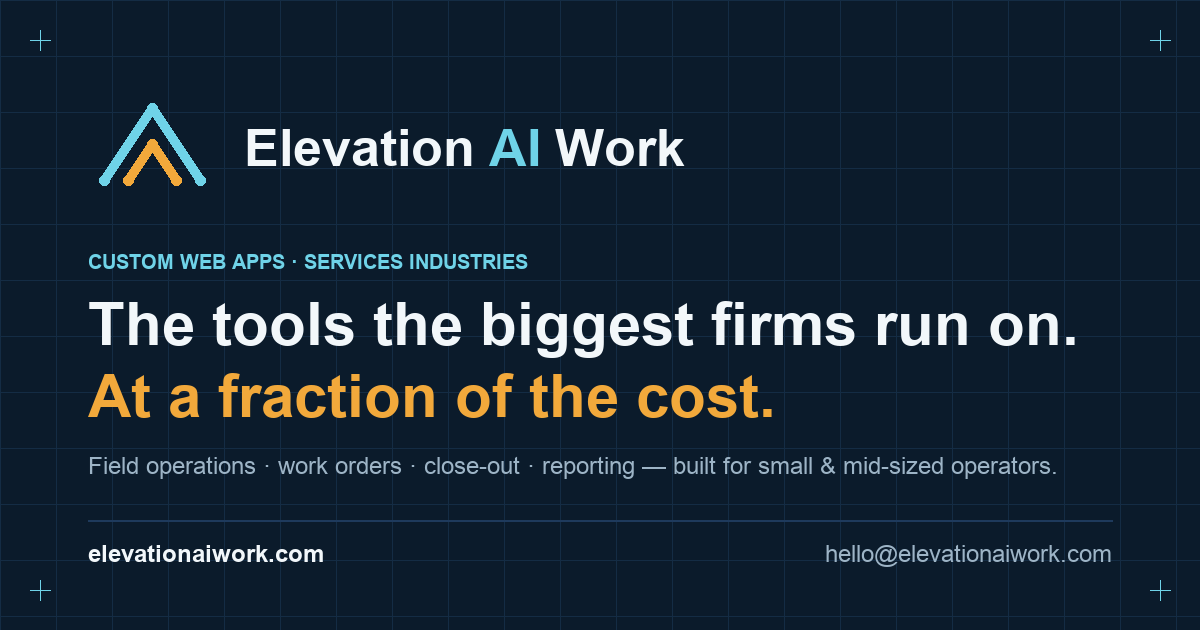 Elevation AI Work
CUSTOM WEB APPS · SERVICES INDUSTRIES
The tools the biggest firms run on.
At a fraction of the cost.
Field operations · work orders · close-out · reporting — built for small & mid-sized operators.
elevationaiwork.com
hello@elevationaiwork.com